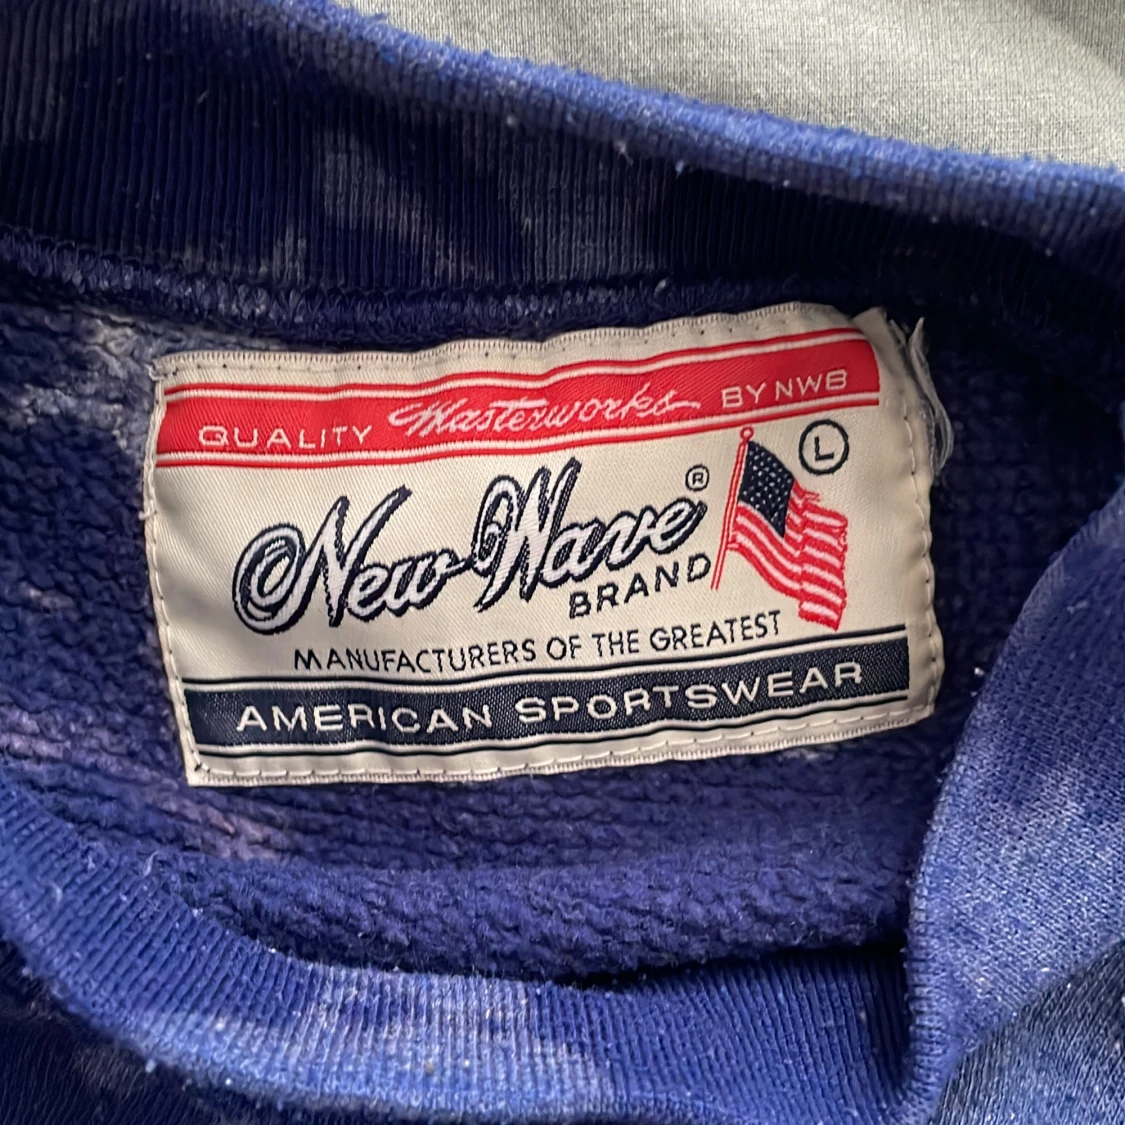 QUALITY Masterworks BY NWB
L
New Wave ®
BRAND
MANUFACTURERS OF THE GREATEST
AMERICAN SPORTSWEAR